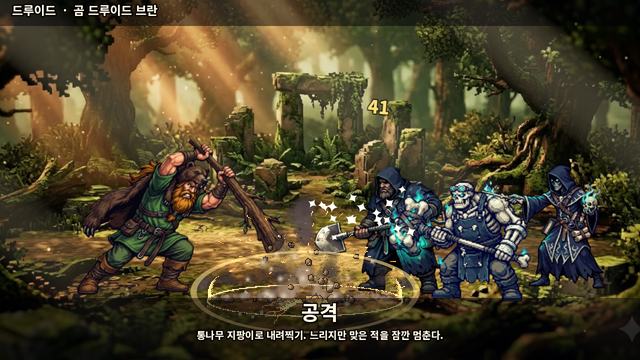 드루이드 · 곰 드루이드 브란
41
공격
통나무 지팡이로 내려찍기. 느리지만 맞은 적을 잠깐 멈춘다.